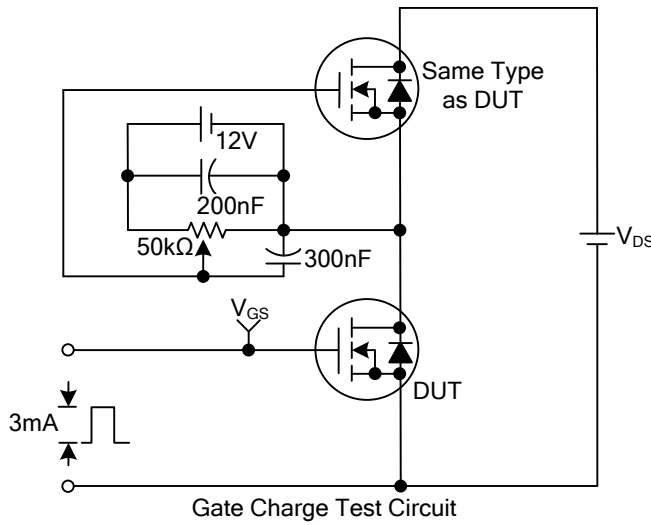 Same Type
as DUT
12V
200nF
50kΩ
300nF
V_DS
V_GS
DUT
3mA
Gate Charge Test Circuit